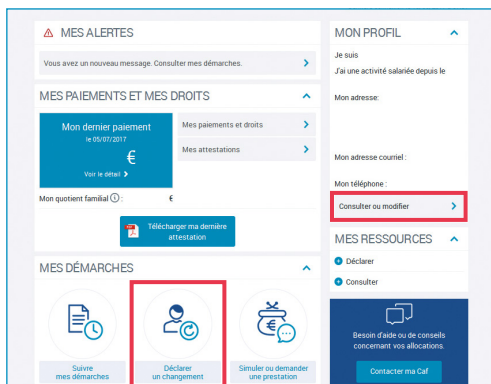 MES ALERTES
Vous avez un nouveau message. Consulter mes démarches.
MES PAIEMENTS ET MES DROITS
Mon dernier paiement
le 05/07/2017
€
Voir le détail
Mes paiements et droits
Mes attestations
Mon quotient familial i : €
Télécharger ma dernière
attestation
MES DÉMARCHES
Suivre
mes démarches
Déclarer
un changement
€
Simuler ou demander
une prestation
MON PROFIL
Je suis
J'ai une activité salariée depuis le
Mon adresse:
Mon adresse courriel :
Mon téléphone :
Consulter ou modifier
MES RESSOURCES
Déclarer
Consulter
Besoin d'aide ou de conseils
concernant vos allocations.
Contacter ma Caf